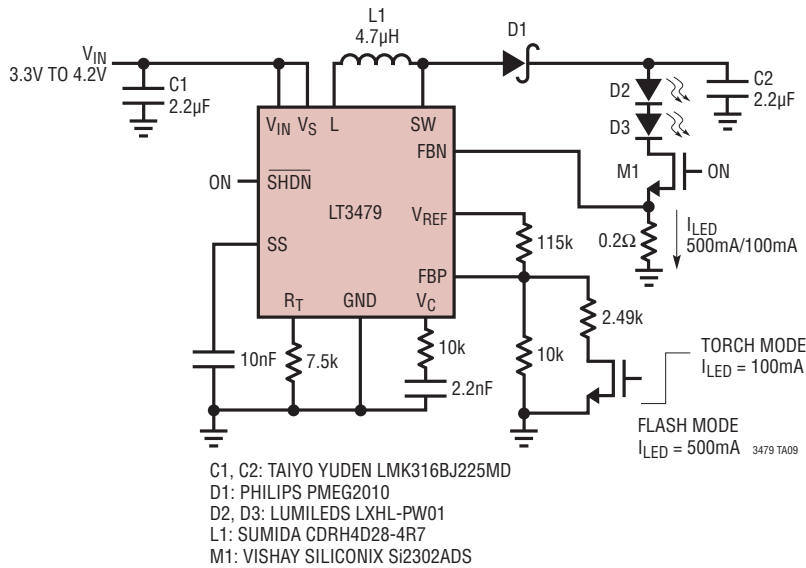 L1
4.7µH
D1
VIN
3.3V TO 4.2V
C1
2.2µF
D2
D3
C2
2.2µF
VIN
VS
L
SW
FBN
M1
ON
ON
SHDN
LT3479
VREF
ILED
500mA/100mA
0.2Ω
SS
115k
FBP
RT
GND
VC
2.49k
10nF
7.5k
10k
2.2nF
10k
TORCH MODE
ILED = 100mA
FLASH MODE
ILED = 500mA
3479 TA09
C1, C2: TAIYO YUDEN LMK316BJ225MD
D1: PHILIPS PMEG2010
D2, D3: LUMILEDS LXHL-PW01
L1: SUMIDA CDRH4D28-4R7
M1: VISHAY SILICONIX Si2302ADS